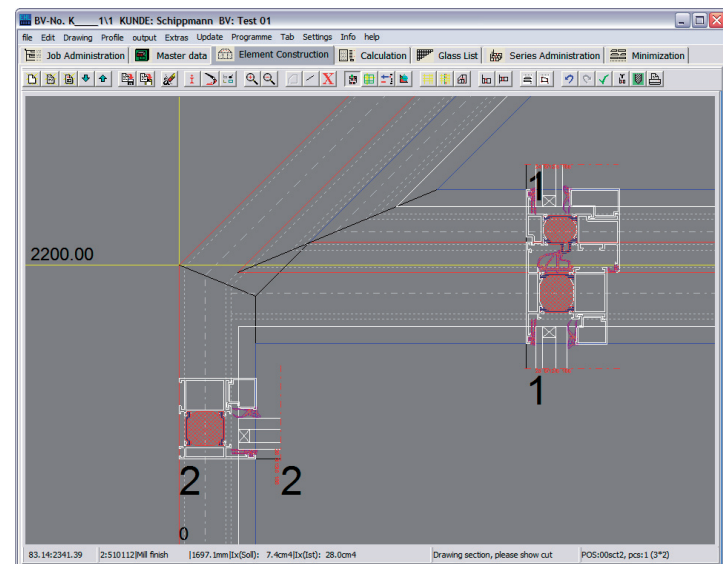 BV-No. K____1\1 KUNDE: Schippmann BV: Test 01
file Edit Drawing Profile output Extras Update Programme Tab Settings Info help
Job Administration Master data Element Construction Calculation Glass List Series Administration Minimization
1
2200.00
1
2 2
0
83.14:2341.39 2:510112|Mill finish |1697.1mm|Ix(Soll): 7.4cm4|Ix(Ist): 28.0cm4 Drawing section, please show cut POS:00sct2, pcs:1 (3*2)